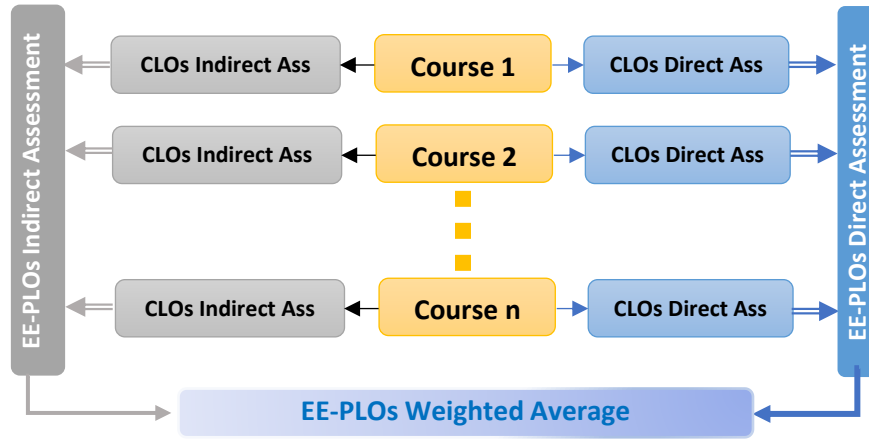 EE-PLOs Indirect Assessment
CLOs Indirect Ass
Course 1
CLOs Direct Ass
CLOs Indirect Ass
Course 2
CLOs Direct Ass
CLOs Indirect Ass
Course n
CLOs Direct Ass
EE-PLOs Direct Assessment
EE-PLOs Weighted Average